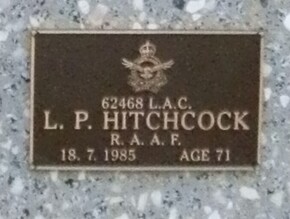 62468 L.A.C.
L. P. HITCHCOCK
R. A. A. F.
18. 7. 1985 AGE 71